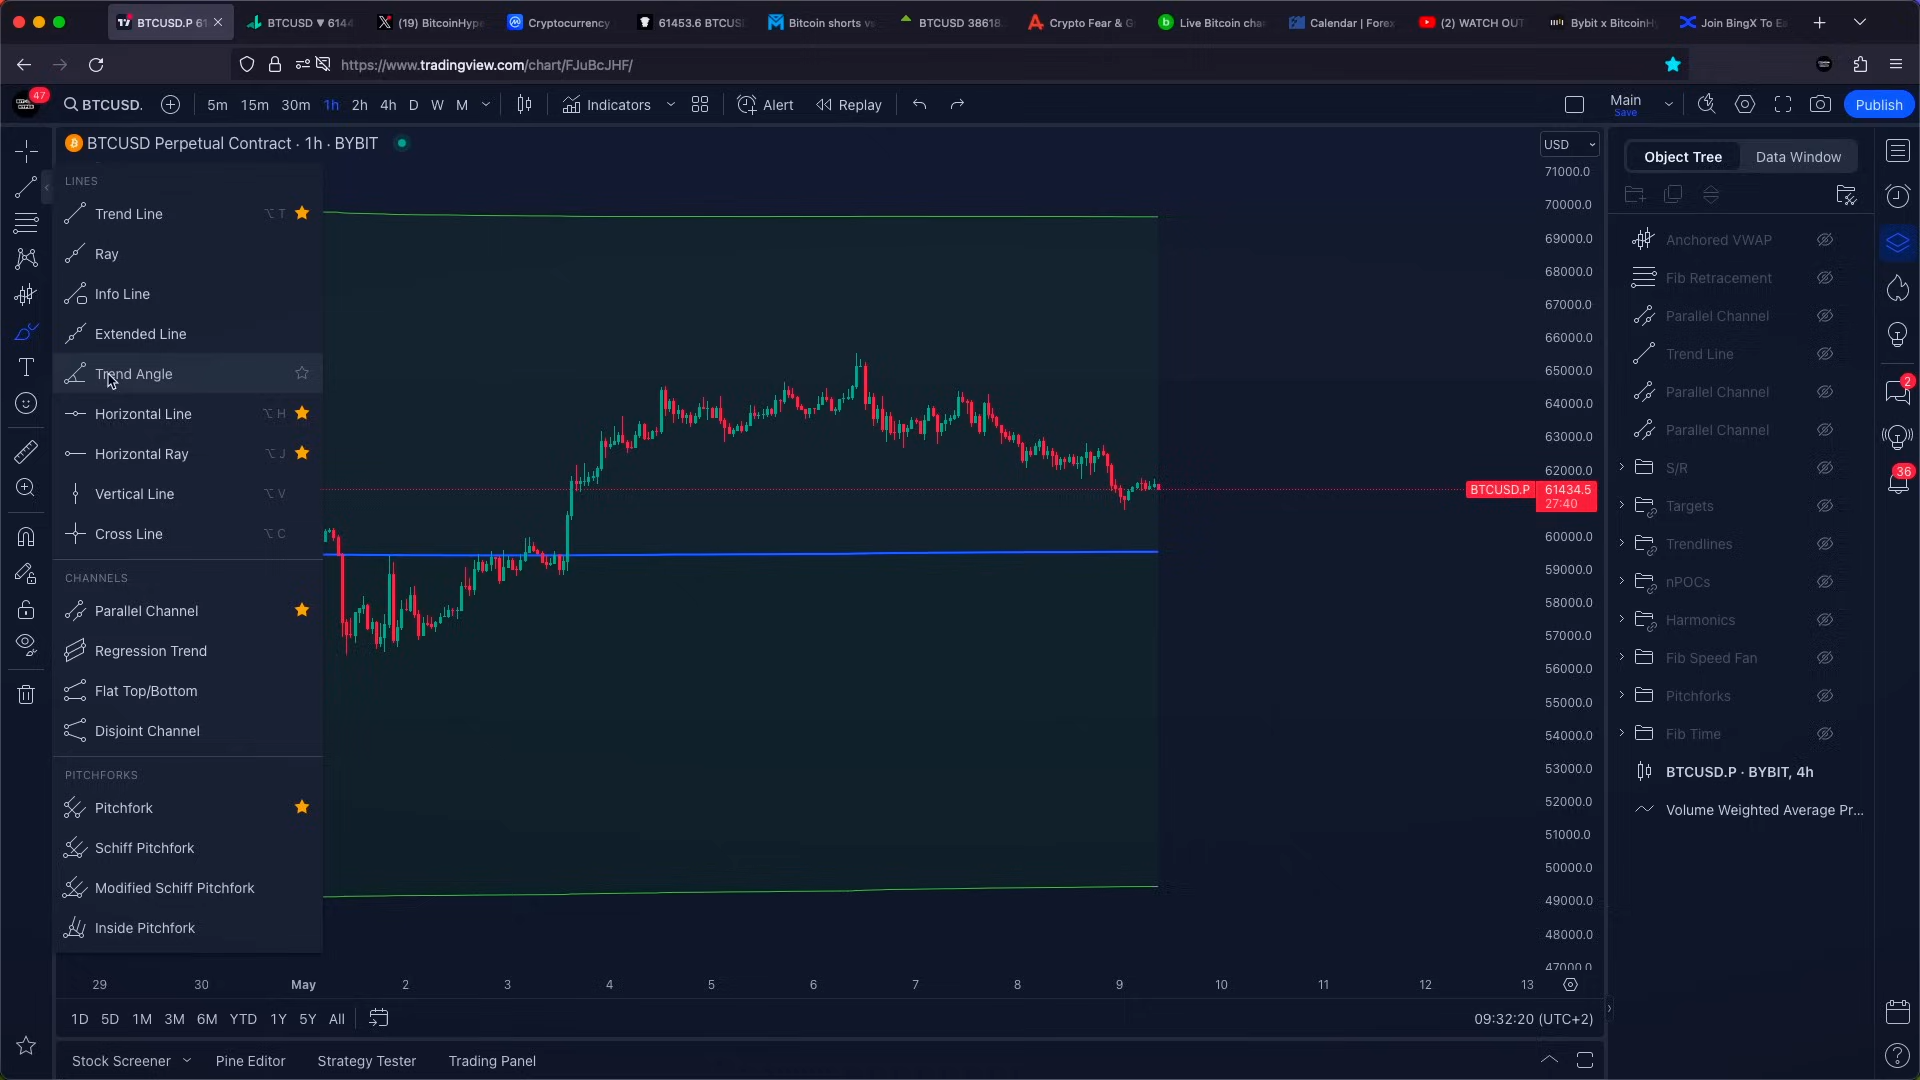 BTCUSD.P 61
BTCUSD ▼ 6144
(19) BitcoinHype
Cryptocurrency
61453.6 BTCUSD
Bitcoin shorts vs
BTCUSD 38618
Crypto Fear & G
Live Bitcoin char
Calendar | Forex
(2) WATCH OUT
Bybit x BitcoinHy
Join BingX To Ea
https://www.tradingview.com/chart/FJuBcJHF/
47
BTCUSD.
5m 15m 30m 1h 2h 4h D W M
Indicators
Alert
Replay
Main
Save
Publish
BTCUSD Perpetual Contract · 1h · BYBIT
USD
LINES
Trend Line ⌥ T
Ray
Info Line
Extended Line
Trend Angle
Horizontal Line ⌥ H
Horizontal Ray ⌥ J
Vertical Line ⌥ V
Cross Line ⌥ C
CHANNELS
Parallel Channel
Regression Trend
Flat Top/Bottom
Disjoint Channel
PITCHFORKS
Pitchfork
Schiff Pitchfork
Modified Schiff Pitchfork
Inside Pitchfork
71000.0
70000.0
69000.0
68000.0
67000.0
66000.0
65000.0
64000.0
63000.0
62000.0
BTCUSD.P 61434.5
27:40
60000.0
59000.0
58000.0
57000.0
56000.0
55000.0
54000.0
53000.0
52000.0
51000.0
50000.0
49000.0
48000.0
47000.0
29 30 May 2 3 4 5 6 7 8 9 10 11 12 13
1D 5D 1M 3M 6M YTD 1Y 5Y All
09:32:20 (UTC+2)
Stock Screener
Pine Editor
Strategy Tester
Trading Panel
Object Tree
Data Window
Anchored VWAP
Fib Retracement
Parallel Channel
Trend Line
Parallel Channel
Parallel Channel
S/R
Targets
Trendlines
nPOCs
Harmonics
Fib Speed Fan
Pitchforks
Fib Time
BTCUSD.P · BYBIT, 4h
Volume Weighted Average Pr...
2
36